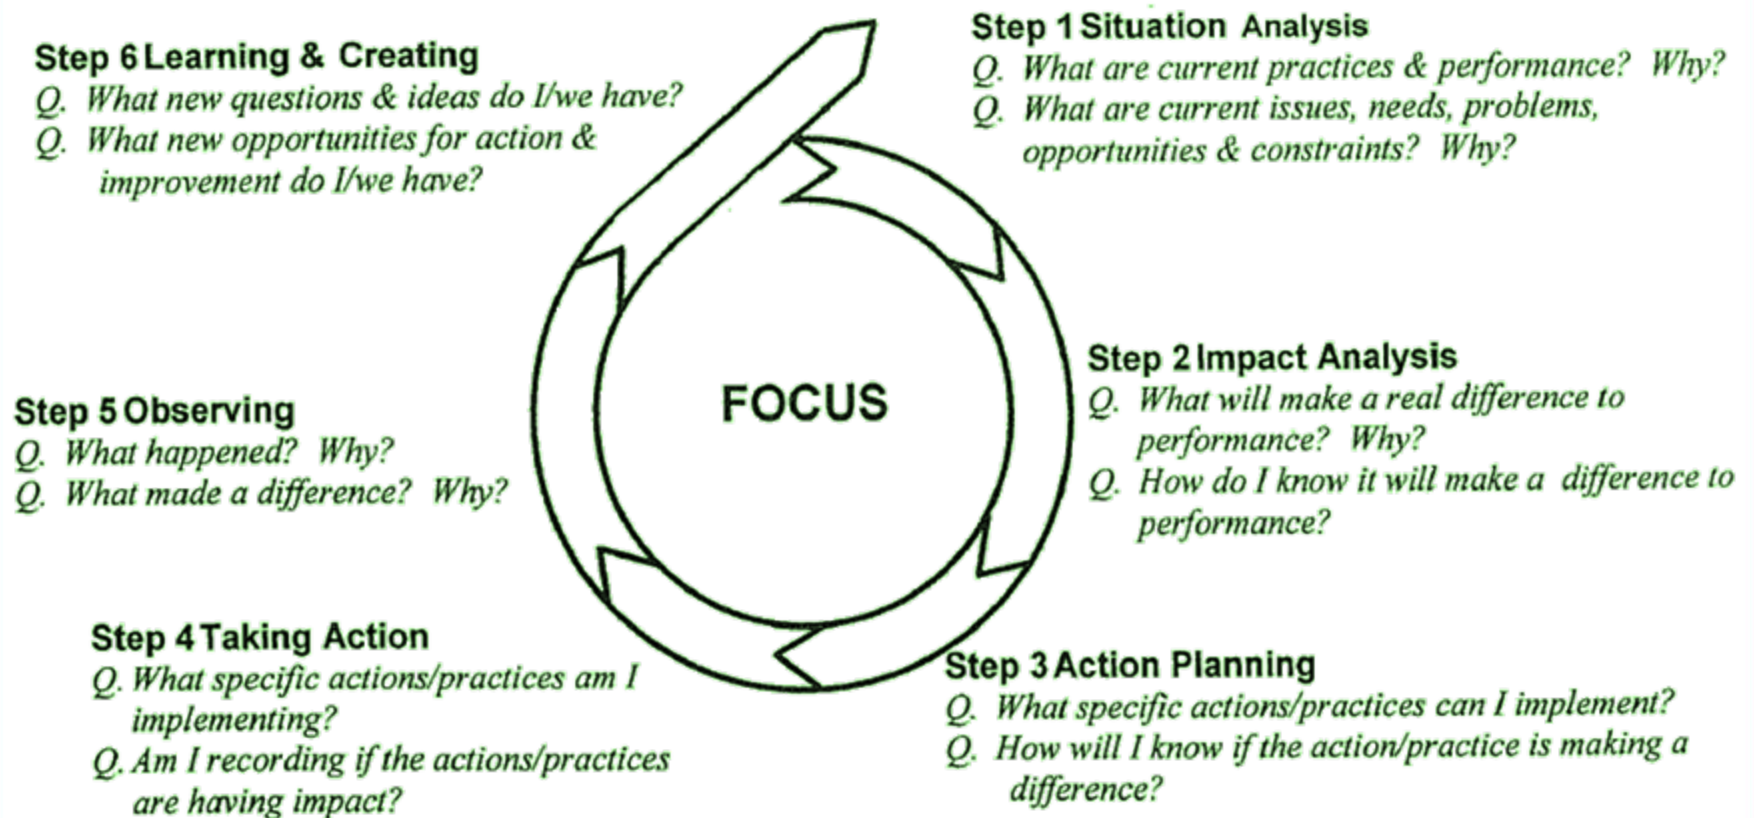 Step 1 Situation Analysis
Q. What are current practices & performance? Why?
Q. What are current issues, needs, problems,
opportunities & constraints? Why?
Step 2 Impact Analysis
Q. What will make a real difference to
performance? Why?
Q. How do I know it will make a difference to
performance?
Step 3 Action Planning
Q. What specific actions/practices can I implement?
Q. How will I know if the action/practice is making a
difference?
Step 4 Taking Action
Q. What specific actions/practices am I
implementing?
Q. Am I recording if the actions/practices
are having impact?
Step 5 Observing
Q. What happened? Why?
Q. What made a difference? Why?
Step 6 Learning & Creating
Q. What new questions & ideas do I/we have?
Q. What new opportunities for action &
improvement do I/we have?
FOCUS